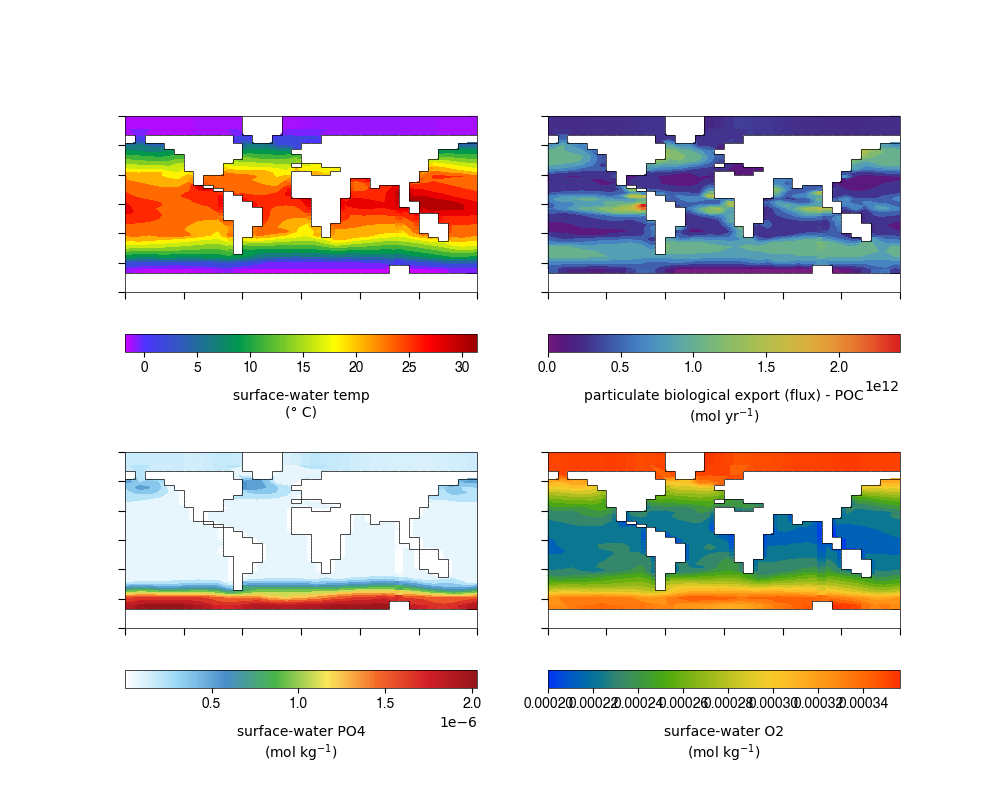 0 5 10 15 20 25 30
surface-water temp
(° C)
0.0 0.5 1.0 1.5 2.0
1e12
particulate biological export (flux) - POC
(mol yr⁻¹)
0.5 1.0 1.5 2.0
1e−6
surface-water PO4
(mol kg⁻¹)
0.00020 0.00022 0.00024 0.00026 0.00028 0.00030 0.00032 0.00034
surface-water O2
(mol kg⁻¹)